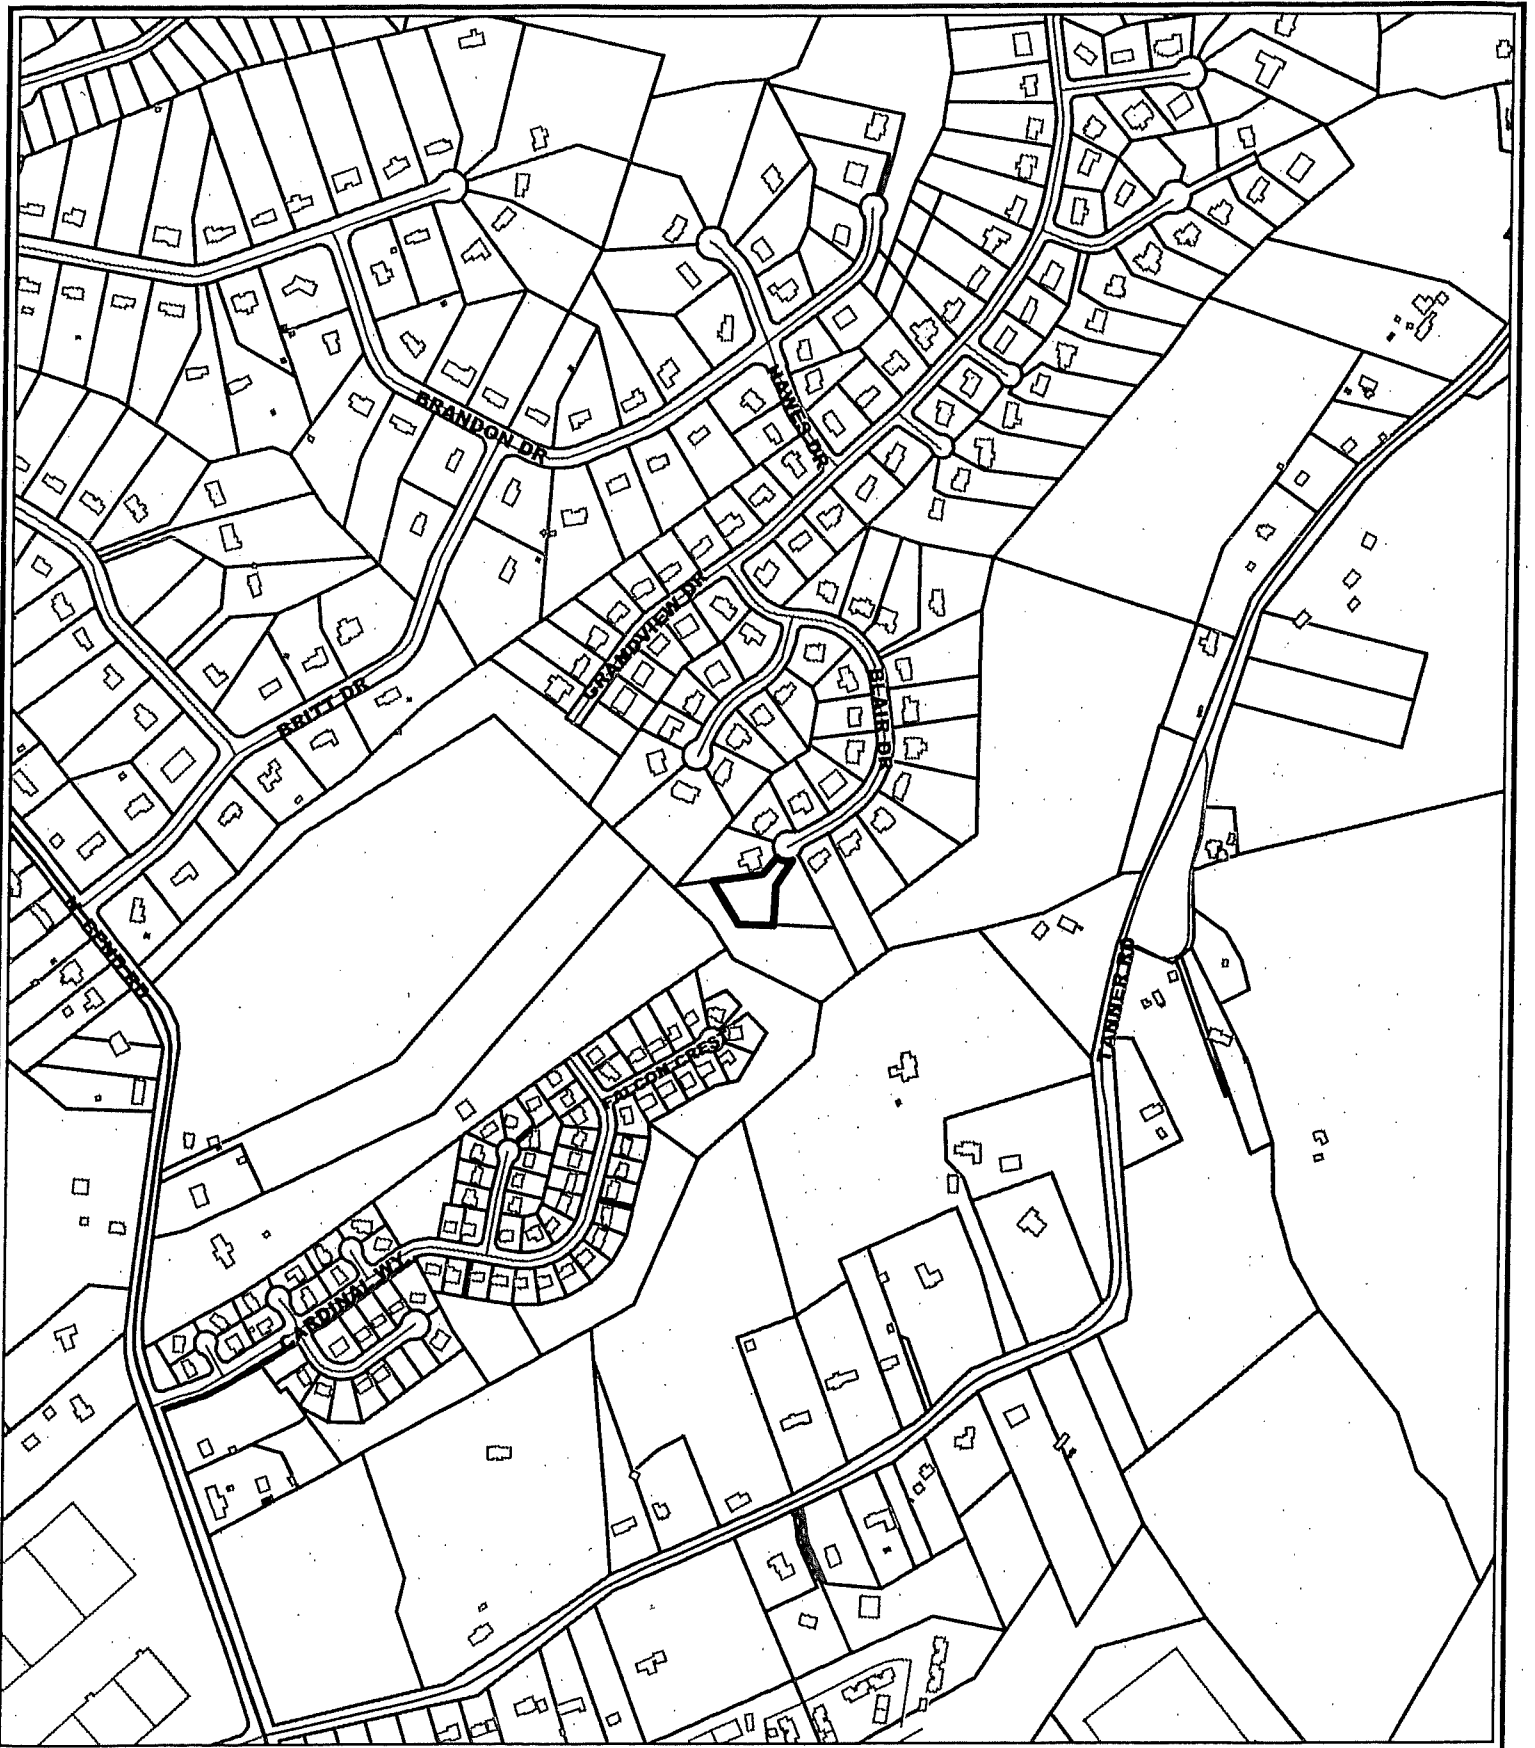 HAWES DR
BRANDON DR
GRANDVIEW DR
BLAIR DR
BRITT DR
BEND RD
TANNER RD
FALCON CREST
CARDINAL WY